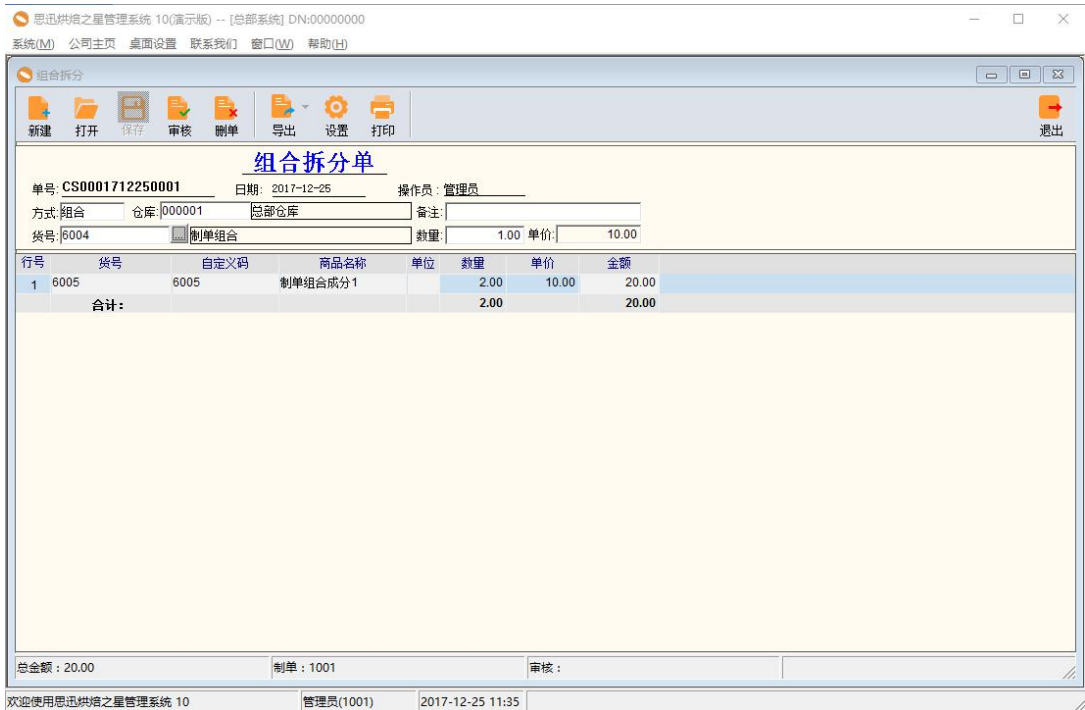 思迅烘焙之星管理系统 10(演示版) -- [总部系统] DN:00000000
系统(M) 公司主页 桌面设置 联系我们 窗口(W) 帮助(H)
组合拆分
新建 打开 保存 审核 删单 导出 设置 打印 退出
组合拆分单
单号: CS0001712250001 日期: 2017-12-25 操作员: 管理员
方式: 组合 仓库: 000001 总部仓库 备注:
货号: 6004 ... 制单组合 数量: 1.00 单价: 10.00
行号 货号 自定义码 商品名称 单位 数量 单价 金额
1 6005 6005 制单组合成分1 2.00 10.00 20.00
合计: 2.00 20.00
总金额：20.00 制单：1001 审核：
欢迎使用思迅烘焙之星管理系统 10 管理员(1001) 2017-12-25 11:35